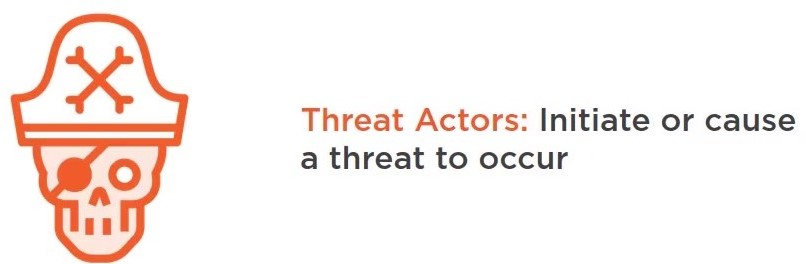 Threat Actors: Initiate or cause
a threat to occur